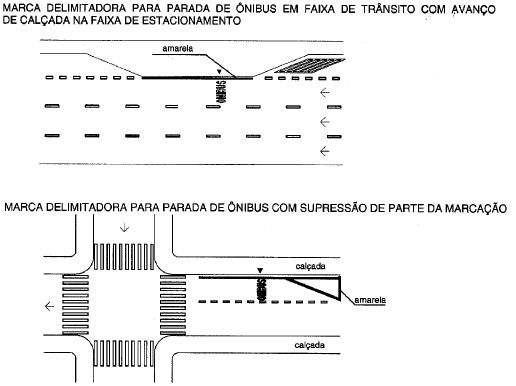 MARCA DELIMITADORA PARA PARADA DE ÔNIBUS EM FAIXA DE TRÂNSITO COM AVANÇO
DE CALÇADA NA FAIXA DE ESTACIONAMENTO
amarela
ÔNIBUS
MARCA DELIMITADORA PARA PARADA DE ÔNIBUS COM SUPRESSÃO DE PARTE DA MARCAÇÃO
calçada
ÔNIBUS
amarela
calçada